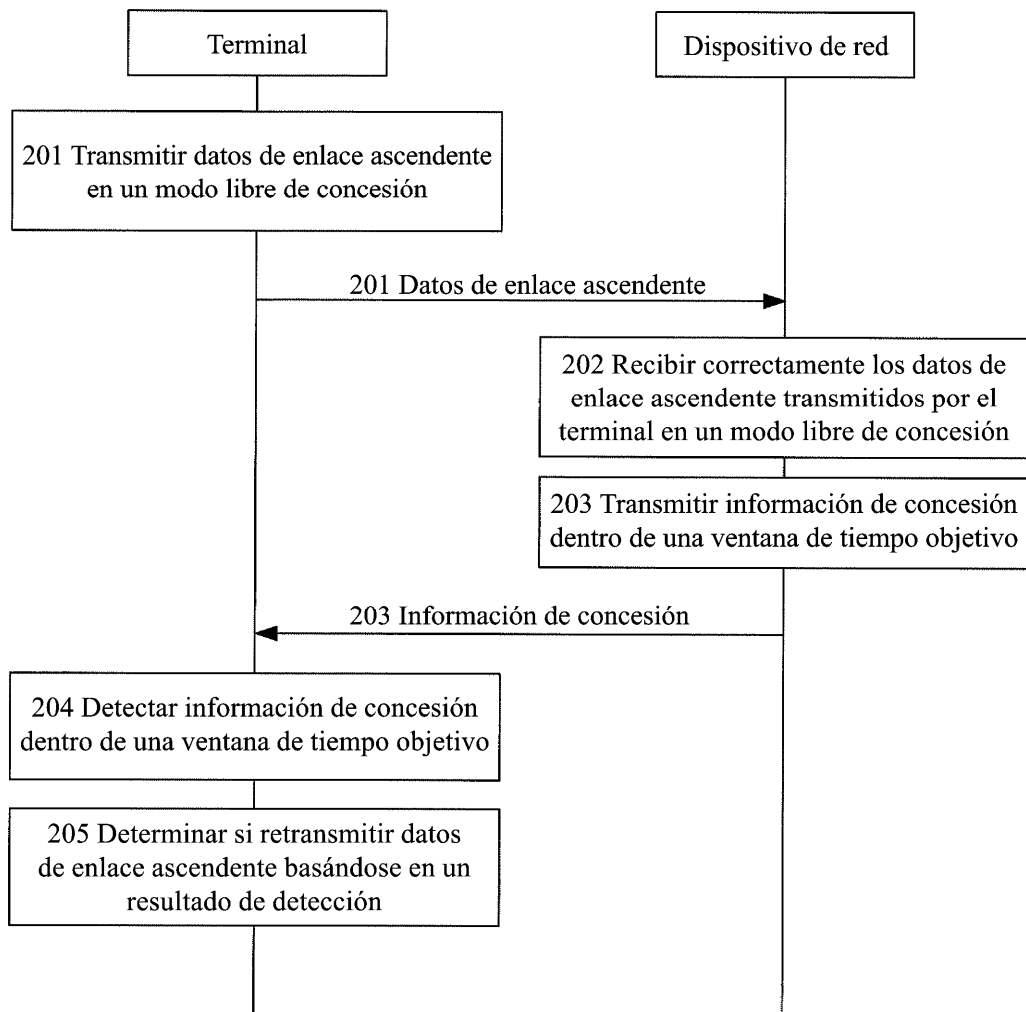 Terminal
Dispositivo de red
201 Transmitir datos de enlace ascendente
en un modo libre de concesión
201 Datos de enlace ascendente
202 Recibir correctamente los datos de
enlace ascendente transmitidos por el
terminal en un modo libre de concesión
203 Transmitir información de concesión
dentro de una ventana de tiempo objetivo
203 Información de concesión
204 Detectar información de concesión
dentro de una ventana de tiempo objetivo
205 Determinar si retransmitir datos
de enlace ascendente basándose en un
resultado de detección